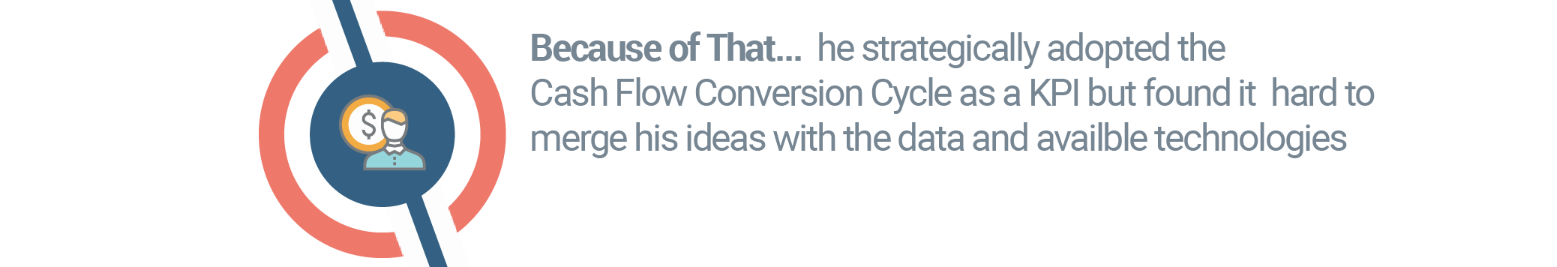 Because of That... he strategically adopted the
Cash Flow Conversion Cycle as a KPI but found it hard to
merge his ideas with the data and availble technologies
$